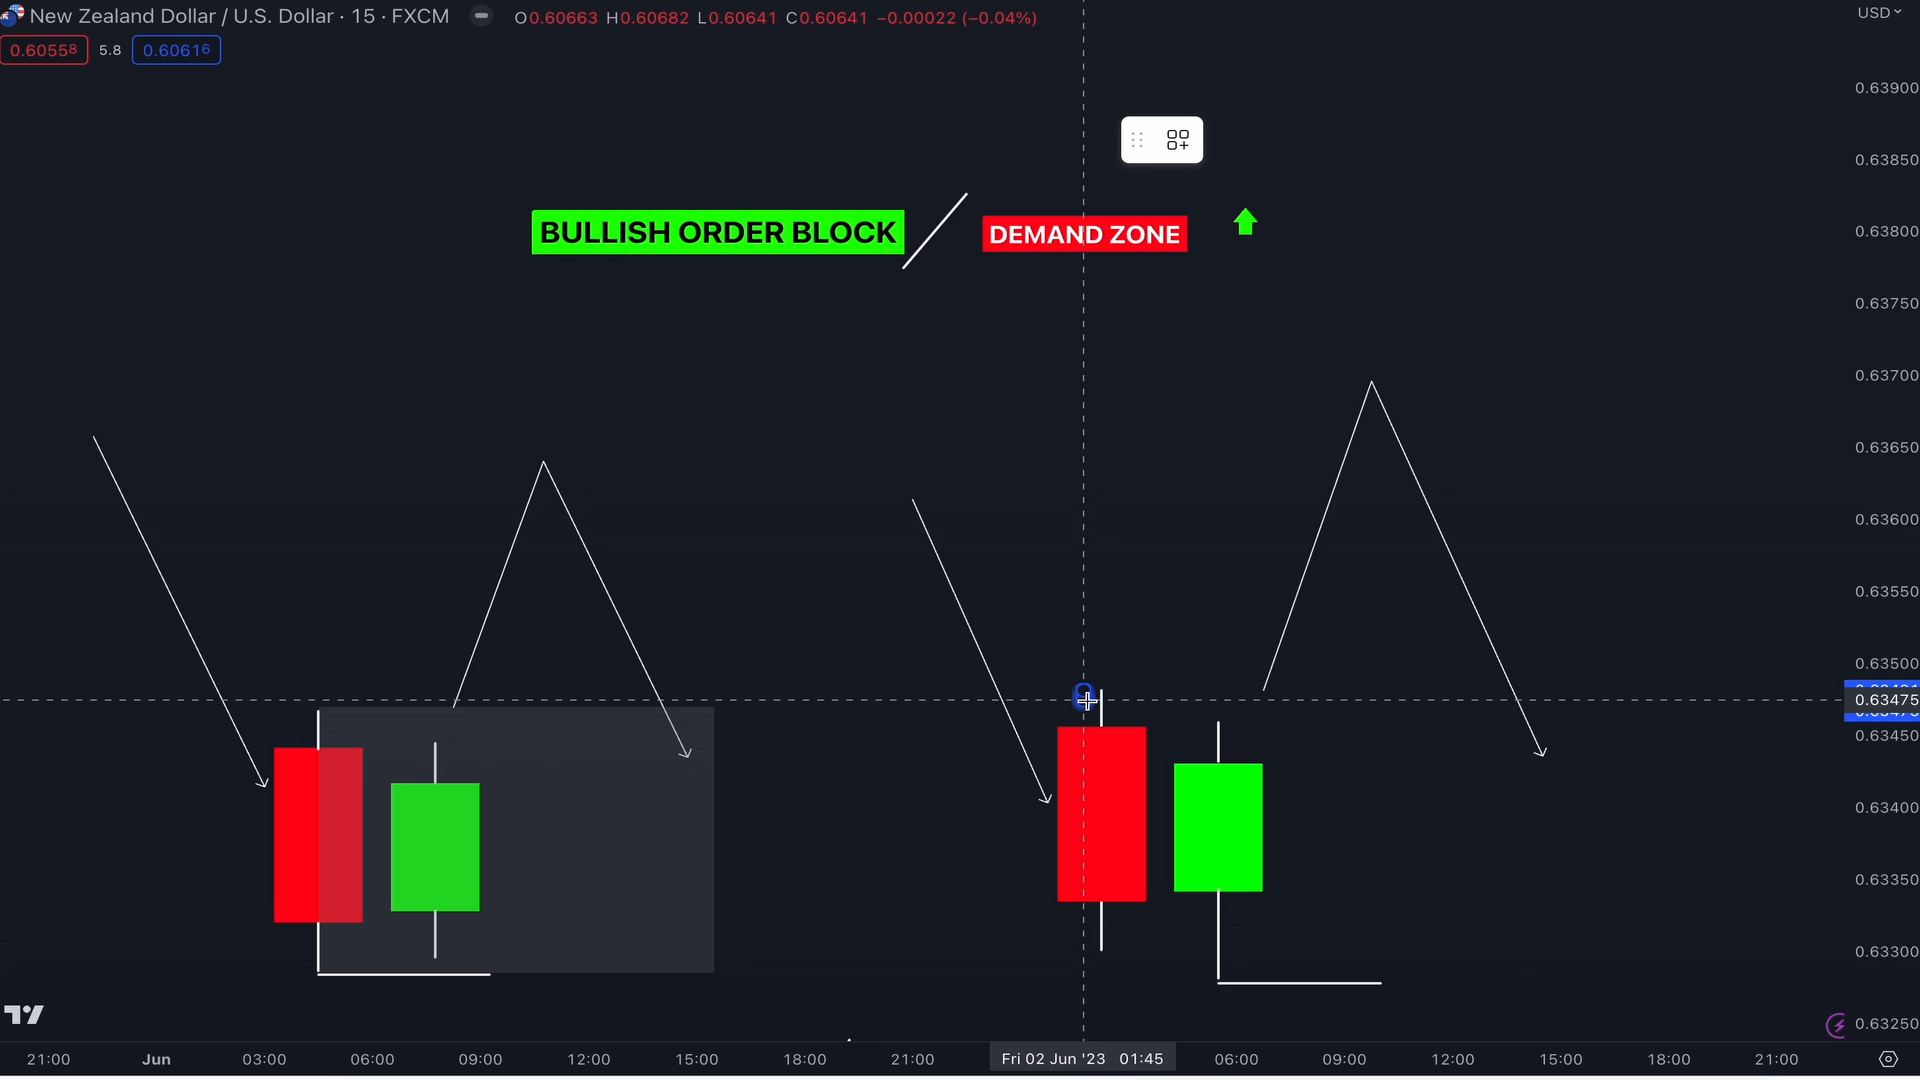 New Zealand Dollar / U.S. Dollar · 15 · FXCM O0.60663 H0.60682 L0.60641 C0.60641 −0.00022 (−0.04%)
USD
0.60558 5.8 0.60616
0.63900
0.63850
BULLISH ORDER BLOCK
DEMAND ZONE
0.63800
0.63750
0.63700
0.63650
0.63600
0.63550
0.63500
0.63475
0.63450
0.63400
0.63350
0.63300
0.63250
21:00 Jun 03:00 06:00 09:00 12:00 15:00 18:00 21:00 Fri 02 Jun '23 01:45 06:00 09:00 12:00 15:00 18:00 21:00